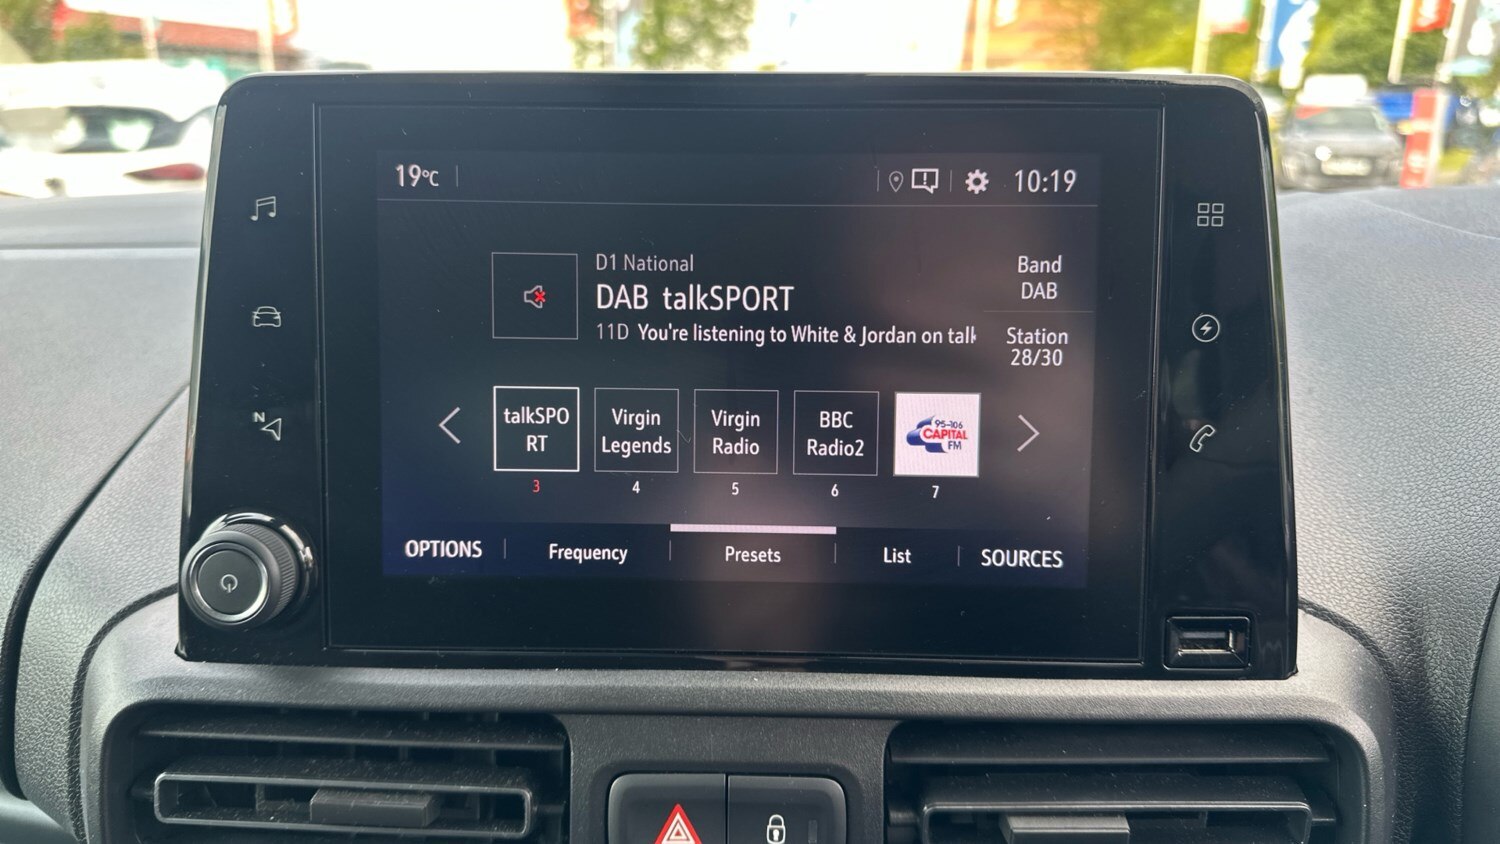 19°C
10:19
D1 National
DAB talkSPORT
11D You're listening to White & Jordan on talk
Band
DAB
Station
28/30
N
talkSPO
RT
Virgin
Legends
Virgin
Radio
BBC
Radio2
95-106
CAPITAL
FM
3
4
5
6
7
OPTIONS
Frequency
Presets
List
SOURCES